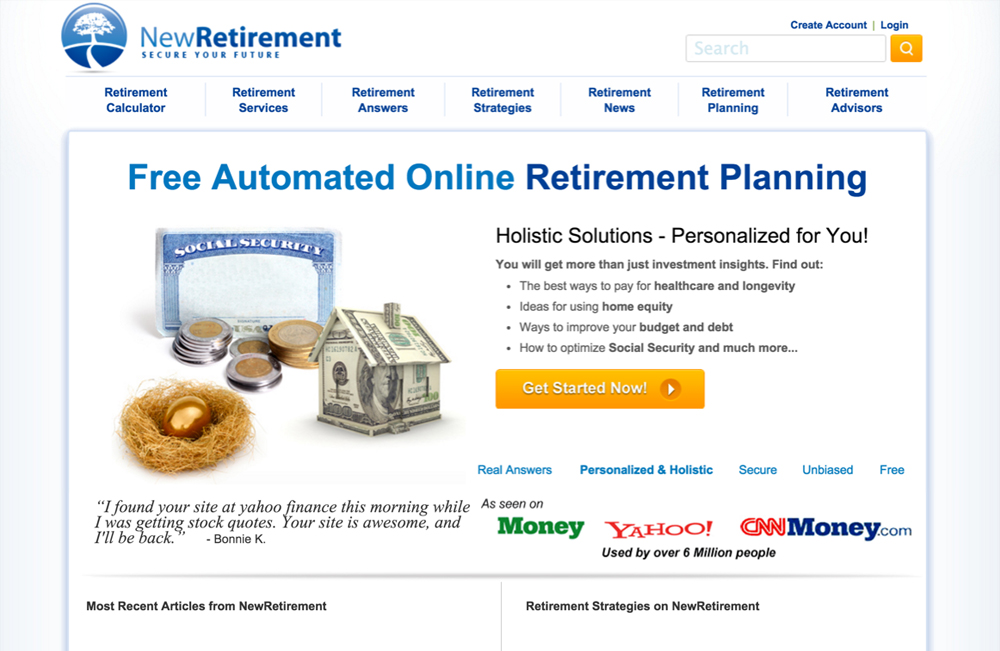 NewRetirement
SECURE YOUR FUTURE
Create Account | Login
Search
Retirement Calculator
Retirement Services
Retirement Answers
Retirement Strategies
Retirement News
Retirement Planning
Retirement Advisors
Free Automated Online Retirement Planning
SOCIAL SECURITY
SIGNATURE
100
100
Holistic Solutions - Personalized for You!
You will get more than just investment insights. Find out:
• The best ways to pay for healthcare and longevity
• Ideas for using home equity
• Ways to improve your budget and debt
• How to optimize Social Security and much more...
Get Started Now!
Real Answers Personalized & Holistic Secure Unbiased Free
“I found your site at yahoo finance this morning while
I was getting stock quotes. Your site is awesome, and
I'll be back.” - Bonnie K.
As seen on
Money YAHOO! CNNMoney.com
Used by over 6 Million people
Most Recent Articles from NewRetirement
Retirement Strategies on NewRetirement